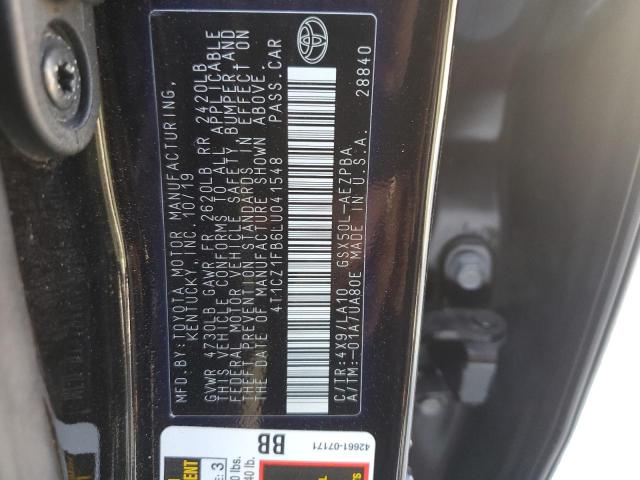 MFD. BY:TOYOTA MOTOR MANUFACTURING,
KENTUCKY, INC. 10/19
GVWR 4730LB GAWR FR 2620LB RR 2420LB
THIS VEHICLE CONFORMS TO ALL APPLICABLE
FEDERAL MOTOR VEHICLE SAFETY, BUMPER AND
THEFT PREVENTION STANDARDS IN EFFECT ON
THE DATE OF MANUFACTURE SHOWN ABOVE.
4T1CZ1FB6LU041548 PASS.CAR
C/TR:4X9/LA10 GSX50L-AEZPBA
A/TM:-01A/UA80E MADE IN U.S.A. 28840
42661-07171
BB